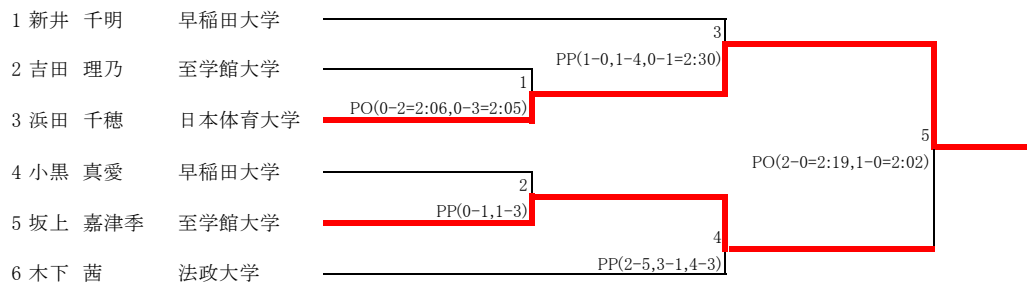 1 新井 千明 早稲田大学
3
PP(1-0,1-4,0-1=2:30)
2 吉田 理乃 至学館大学
1
PO(0-2=2:06,0-3=2:05)
3 浜田 千穂 日本体育大学
5
PO(2-0=2:19,1-0=2:02)
4 小黒 真愛 早稲田大学
2
PP(0-1,1-3)
5 坂上 嘉津季 至学館大学
4
PP(2-5,3-1,4-3)
6 木下 茜 法政大学